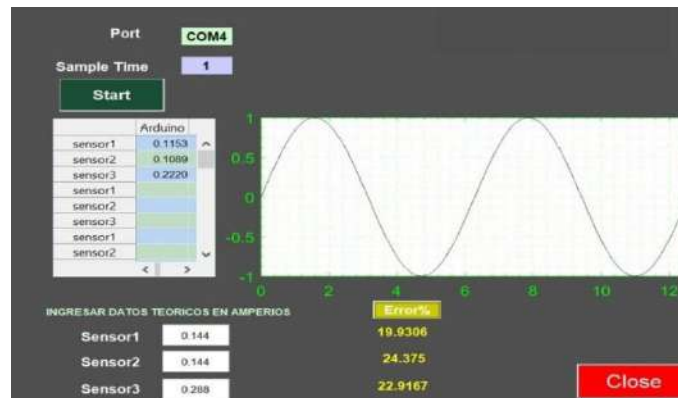 Port COM4
Sample Time 1
Start
Arduino
sensor1 0.1153
sensor2 0.1089
sensor3 0.2220
sensor1
sensor2
sensor3
sensor1
sensor2
1
0.5
0
-0.5
-1
0 2 4 6 8 10 12
INGRESAR DATOS TEORICOS EN AMPERIOS Error%
Sensor1 0.144 19.9306
Sensor2 0.144 24.375
Sensor3 0.288 22.9167
Close